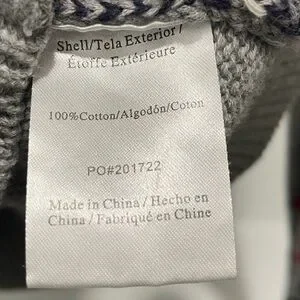 Shell/Tela Exterior/
Étoffe Extérieure
100%Cotton/Algodón/Coton
PO#201722
Made in China / Hecho en
China / Fabriqué en Chine